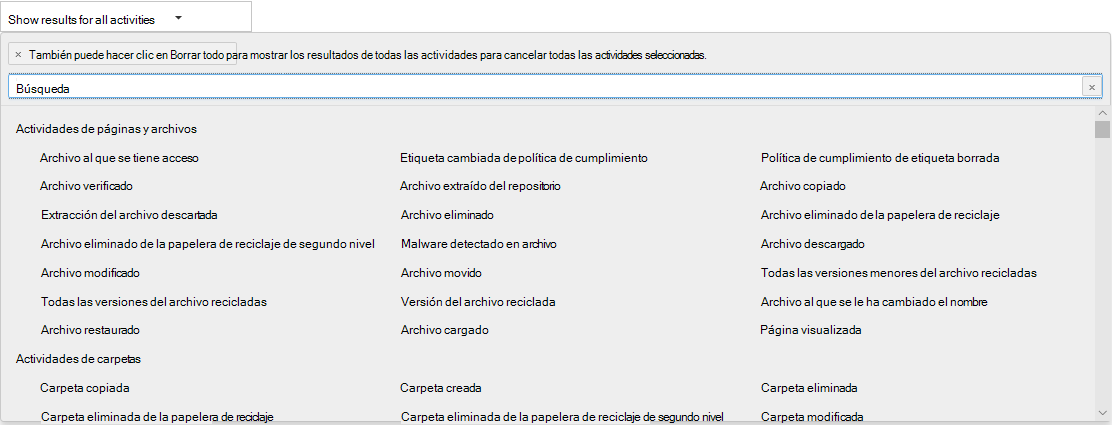 Show results for all activities
× También puede hacer clic en Borrar todo para mostrar los resultados de todas las actividades para cancelar todas las actividades seleccionadas.
Búsqueda ×
Actividades de páginas y archivos
Archivo al que se tiene acceso Etiqueta cambiada de política de cumplimiento Política de cumplimiento de etiqueta borrada
Archivo verificado Archivo extraído del repositorio Archivo copiado
Extracción del archivo descartada Archivo eliminado Archivo eliminado de la papelera de reciclaje
Archivo eliminado de la papelera de reciclaje de segundo nivel Malware detectado en archivo Archivo descargado
Archivo modificado Archivo movido Todas las versiones menores del archivo recicladas
Todas las versiones del archivo recicladas Versión del archivo reciclada Archivo al que se le ha cambiado el nombre
Archivo restaurado Archivo cargado Página visualizada
Actividades de carpetas
Carpeta copiada Carpeta creada Carpeta eliminada
Carpeta eliminada de la papelera de reciclaje Carpeta eliminada de la papelera de reciclaje de segundo nivel Carpeta modificada